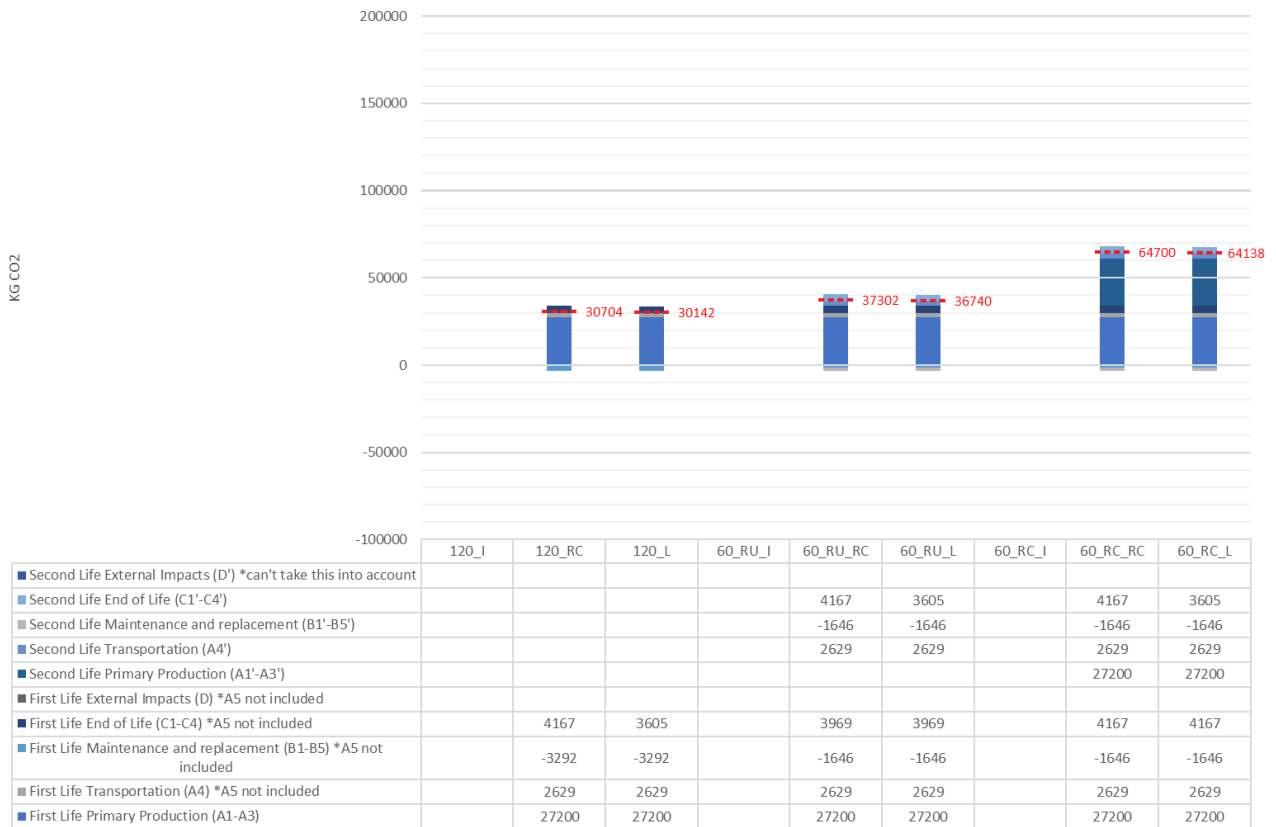 200000
150000
100000
50000
0
-50000
-100000
KG CO2
30704
30142
37302
36740
64700
64138
120_I 120_RC 120_L 60_RU_I 60_RU_RC 60_RU_L 60_RC_I 60_RC_RC 60_RC_L
Second Life External Impacts (D') *can't take this into account
Second Life End of Life (C1'-C4') 4167 3605 4167 3605
Second Life Maintenance and replacement (B1'-B5') -1646 -1646 -1646 -1646
Second Life Transportation (A4') 2629 2629 2629 2629
Second Life Primary Production (A1'-A3') 27200 27200
First Life External Impacts (D) *A5 not included
First Life End of Life (C1-C4) *A5 not included 4167 3605 3969 3969 4167 4167
First Life Maintenance and replacement (B1-B5) *A5 not
included -3292 -3292 -1646 -1646 -1646 -1646
First Life Transportation (A4) *A5 not included 2629 2629 2629 2629 2629 2629
First Life Primary Production (A1-A3) 27200 27200 27200 27200 27200 27200